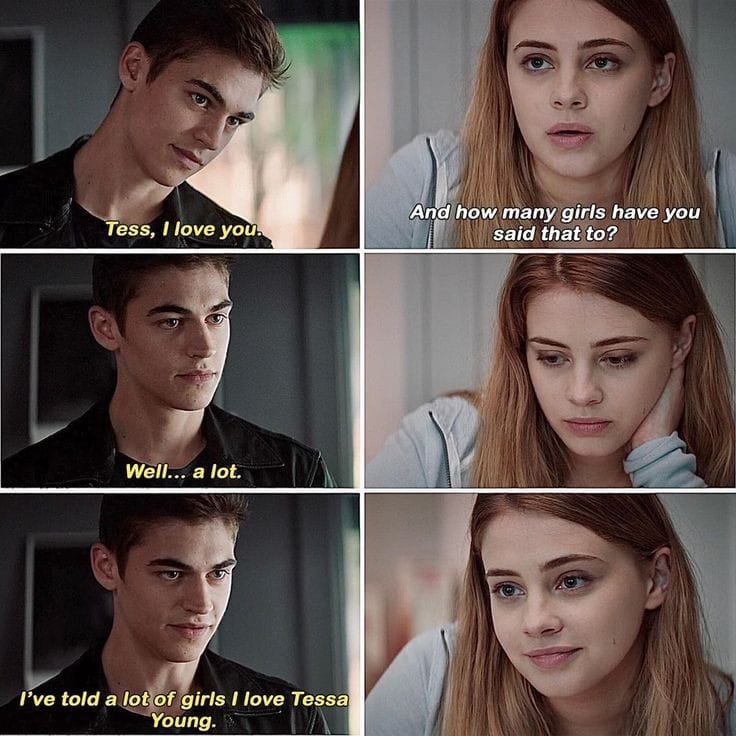 Tess, I love you.
And how many girls have you
said that to?
Well... a lot.
I've told a lot of girls I love Tessa
Young.